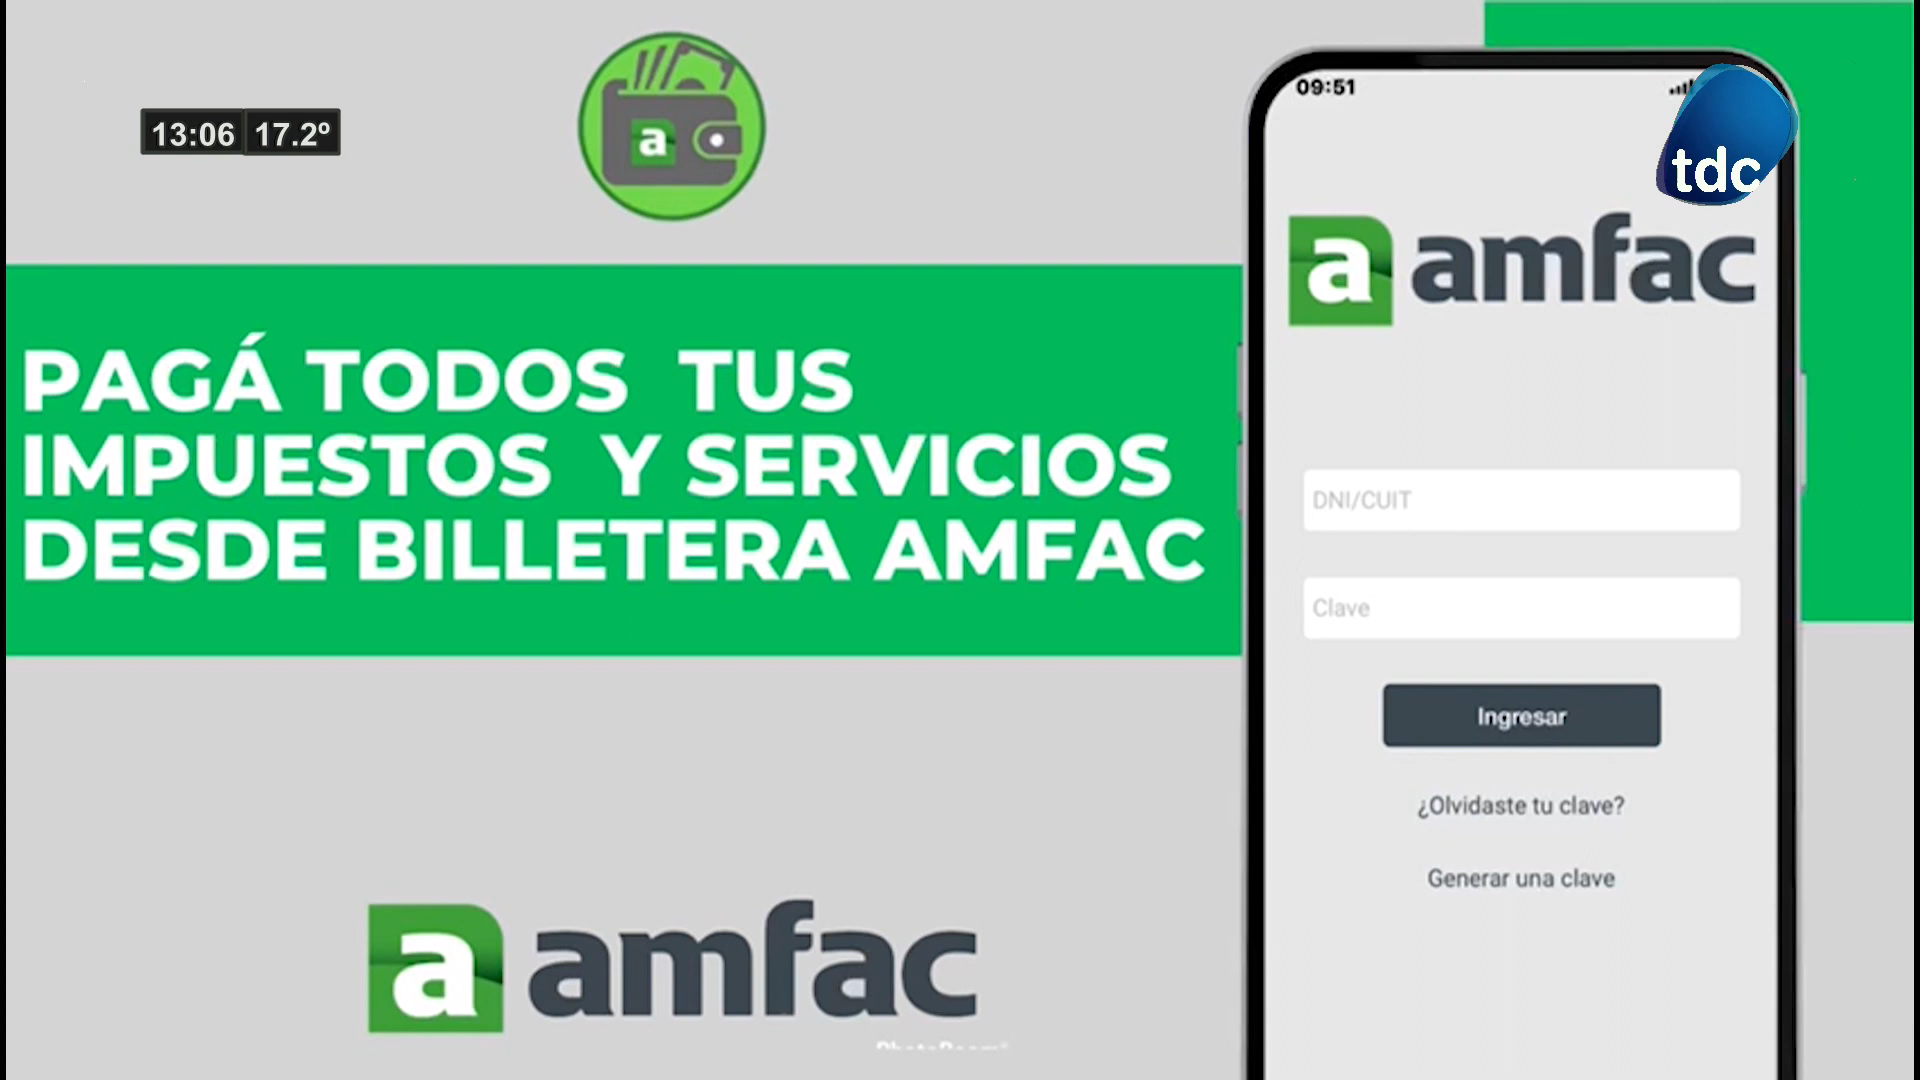 13:06 17.2º
a
PAGÁ TODOS TUS
IMPUESTOS Y SERVICIOS
DESDE BILLETERA AMFAC
a amfac
09:51
tdc
a amfac
DNI/CUIT
Clave
Ingresar
¿Olvidaste tu clave?
Generar una clave